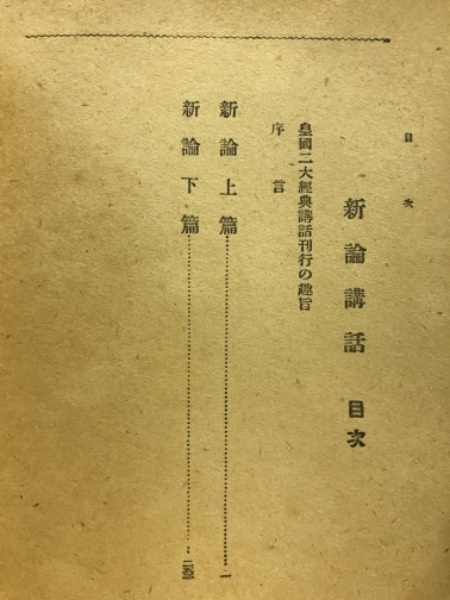 目次
新論講話 目次
皇國二大經典講話刊行の趣旨
序言
新論上篇……一
新論下篇……